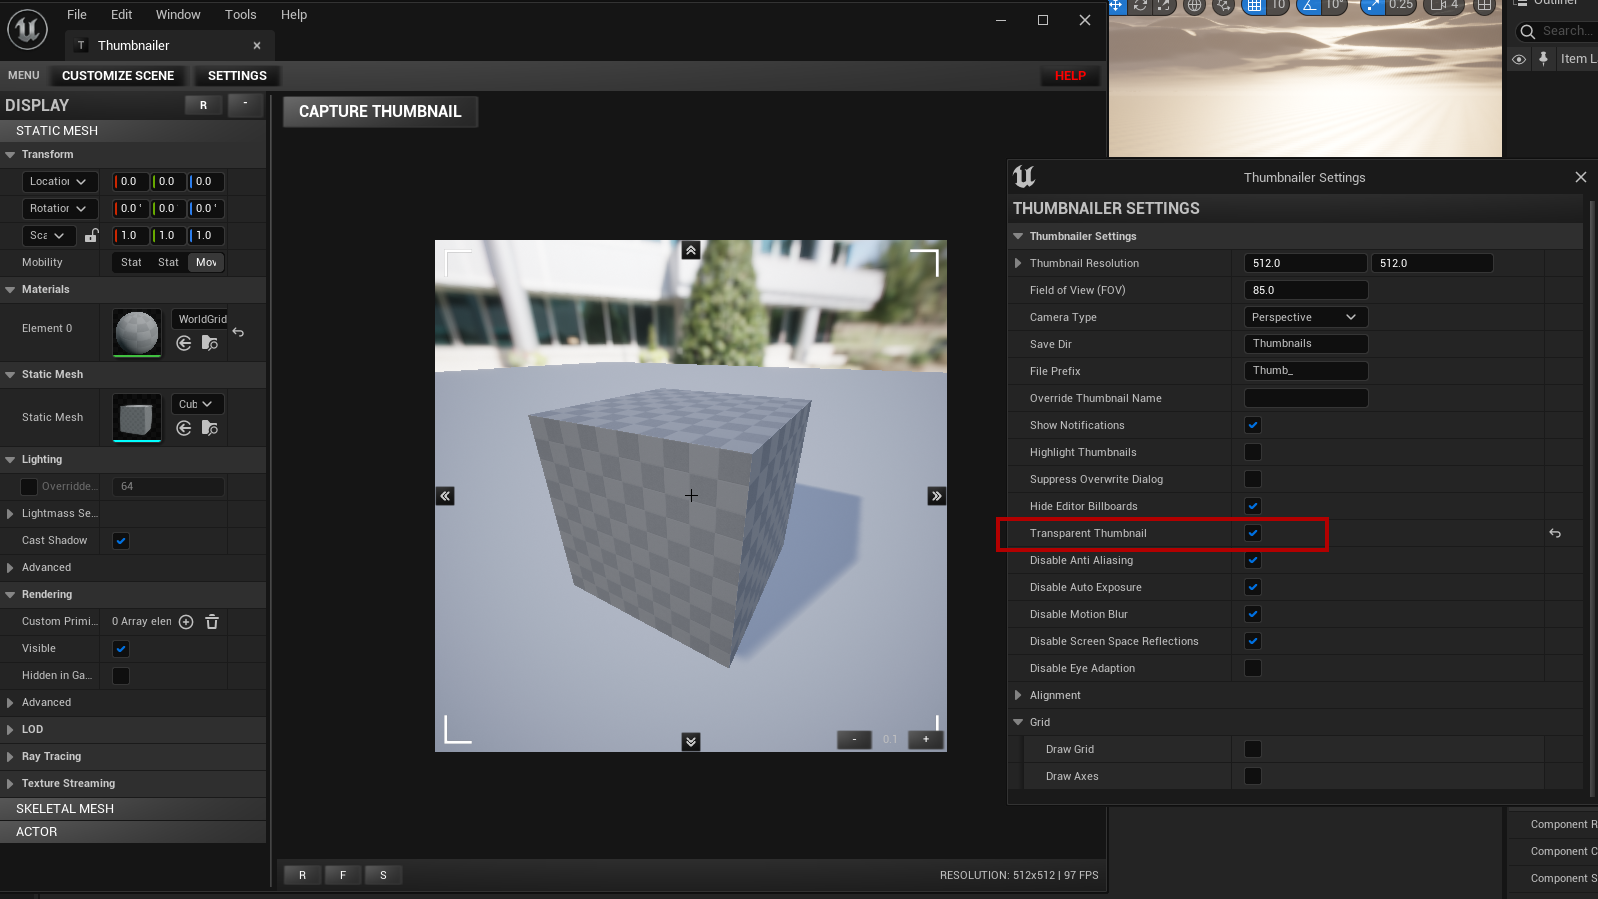 File Edit Window Tools Help
Thumbnailer
MENU CUSTOMIZE SCENE SETTINGS HELP
DISPLAY R -
STATIC MESH
Transform
Location 0.0 0.0 0.0
Rotation 0.0 ° 0.0 0.0 °
Sca 1.0 1.0 1.0
Mobility Stat Stat Mov
Materials
Element 0 WorldGrid
Static Mesh
Static Mesh Cub
Lighting
Overridde... 64
Lightmass Se...
Cast Shadow
Advanced
Rendering
Custom Primi... 0 Array elen
Visible
Hidden in Ga...
Advanced
LOD
Ray Tracing
Texture Streaming
SKELETAL MESH
ACTOR
CAPTURE THUMBNAIL
- 0.1 +
R F S
RESOLUTION: 512x512 | 97 FPS
10 10° 0.25 4
Outliner
Search...
Item L
Thumbnailer Settings
THUMBNAILER SETTINGS
Thumbnailer Settings
Thumbnail Resolution 512.0 512.0
Field of View (FOV) 85.0
Camera Type Perspective
Save Dir Thumbnails
File Prefix Thumb_
Override Thumbnail Name
Show Notifications
Highlight Thumbnails
Suppress Overwrite Dialog
Hide Editor Billboards
Transparent Thumbnail
Disable Anti Aliasing
Disable Auto Exposure
Disable Motion Blur
Disable Screen Space Reflections
Disable Eye Adaption
Alignment
Grid
Draw Grid
Draw Axes
Component R
Component C
Component S